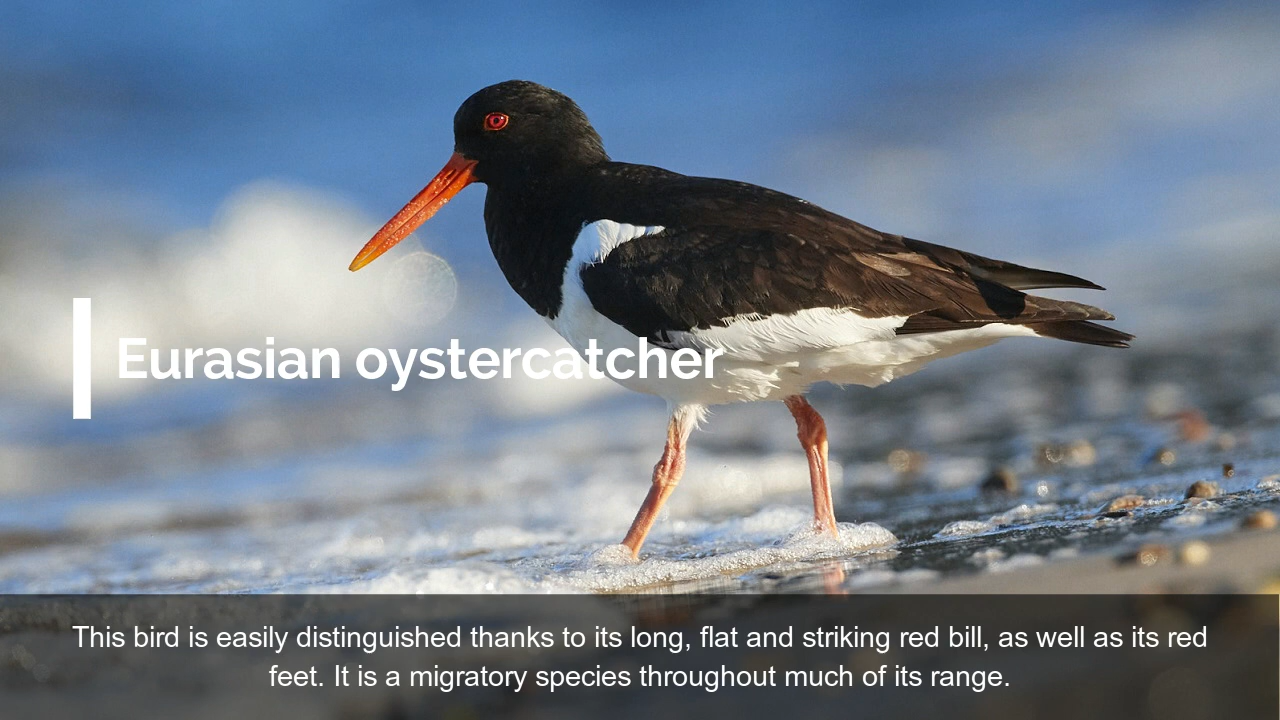 Eurasian oystercatcher
This bird is easily distinguished thanks to its long, flat and striking red bill, as well as its red
feet. It is a migratory species throughout much of its range.